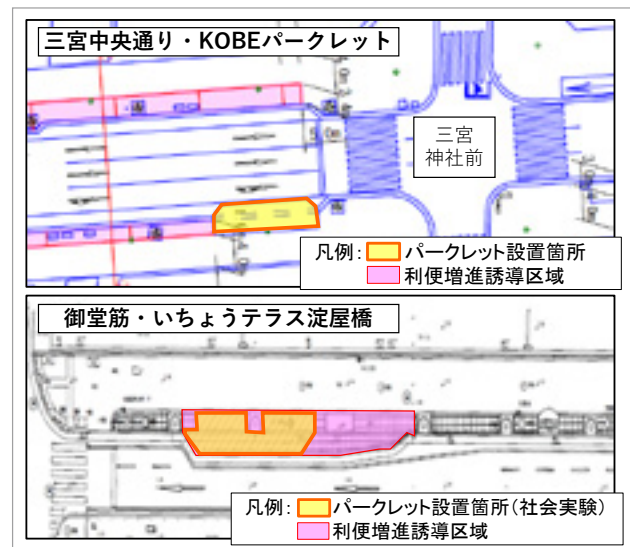 三宮中央通り・KOBEパークレット
三宮
神社前
凡例:パークレット設置箇所
利便増進誘導区域
御堂筋・いちょうテラス淀屋橋
凡例:パークレット設置箇所(社会実験)
利便増進誘導区域